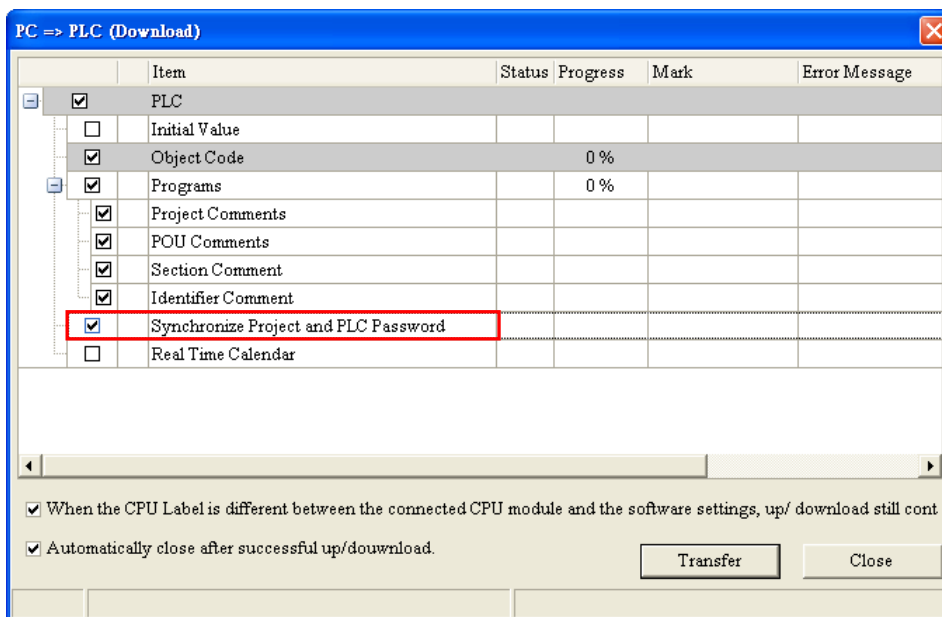 PC => PLC (Download)
Item Status Progress Mark Error Message
PLC
Initial Value
Object Code 0 %
Programs 0 %
Project Comments
POU Comments
Section Comment
Identifier Comment
Synchronize Project and PLC Password
Real Time Calendar
When the CPU Label is different between the connected CPU module and the software settings, up/ download still cont
Automatically close after successful up/douwnload.
Transfer Close